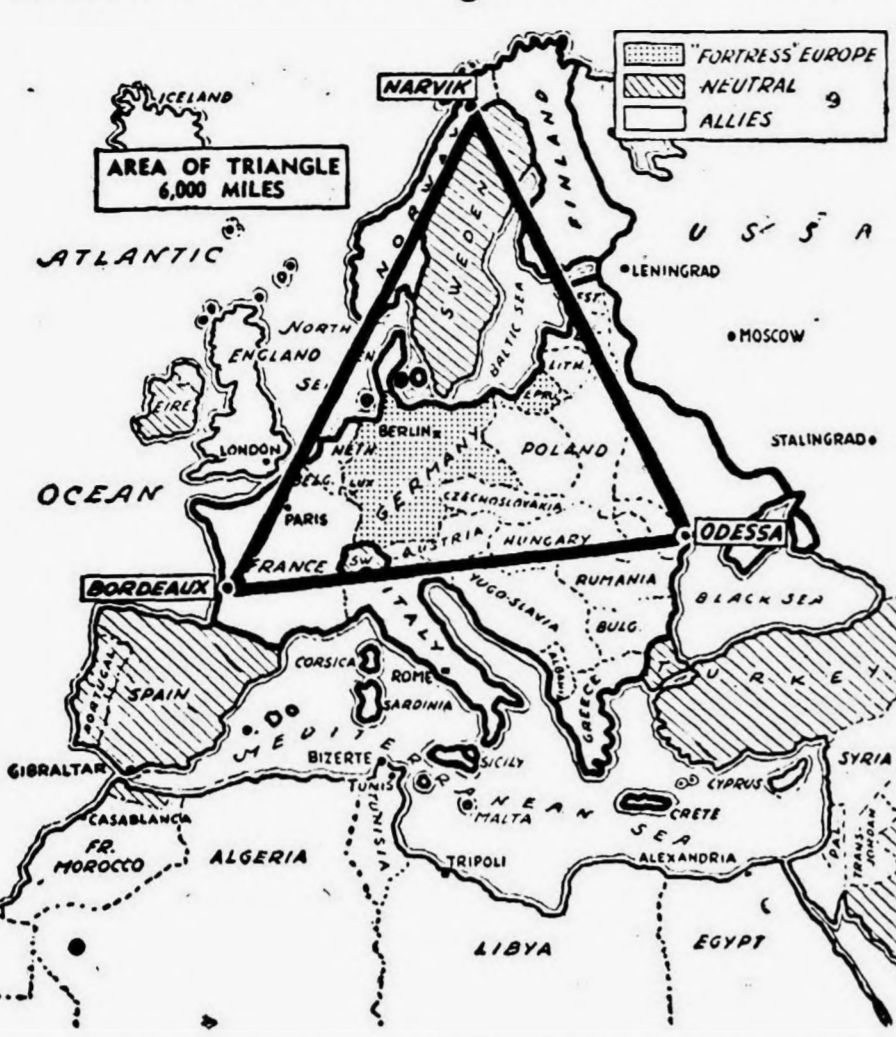 "FORTRESS" EUROPE
NEUTRAL
ALLIES
NARVIK
ICELAND
AREA OF TRIANGLE
6,000 MILES
NORWAY
SWEDEN
FINLAND
U S S R
ATLANTIC
OCEAN
LENINGRAD
EST.
MOSCOW
NORTH
SEA
ENGLAND
BALTIC SEA
LITH.
E.PR.
EIRE
LONDON
BERLIN
NETH.
BELG.
LUX
GERMANY
POLAND
STALINGRAD
CZECHOSLOVAKIA
PARIS
AUSTRIA
HUNGARY
ODESSA
FRANCE
SW.
BORDEAUX
ITALY
YUGO-SLAVIA
RUMANIA
BLACK SEA
BULG.
PORTUGAL
SPAIN
CORSICA
ROME
SARDINIA
GREECE
TURKEY
MEDITERRANEAN
SEA
GIBRALTAR
BIZERTE
SICILY
TUNIS
TUNISIA
MALTA
CRETE
CYPRUS
SYRIA
CASABLANCA
FR.
MOROCCO
ALGERIA
TRIPOLI
ALEXANDRIA
PAL.
TRANS-
JORDAN
LIBYA
EGYPT